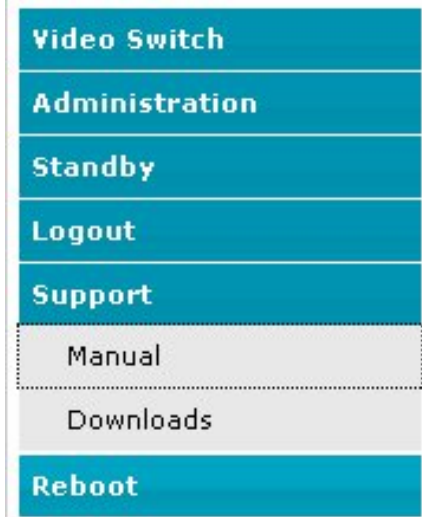 Video Switch
Administration
Standby
Logout
Support
Manual
Downloads
Reboot